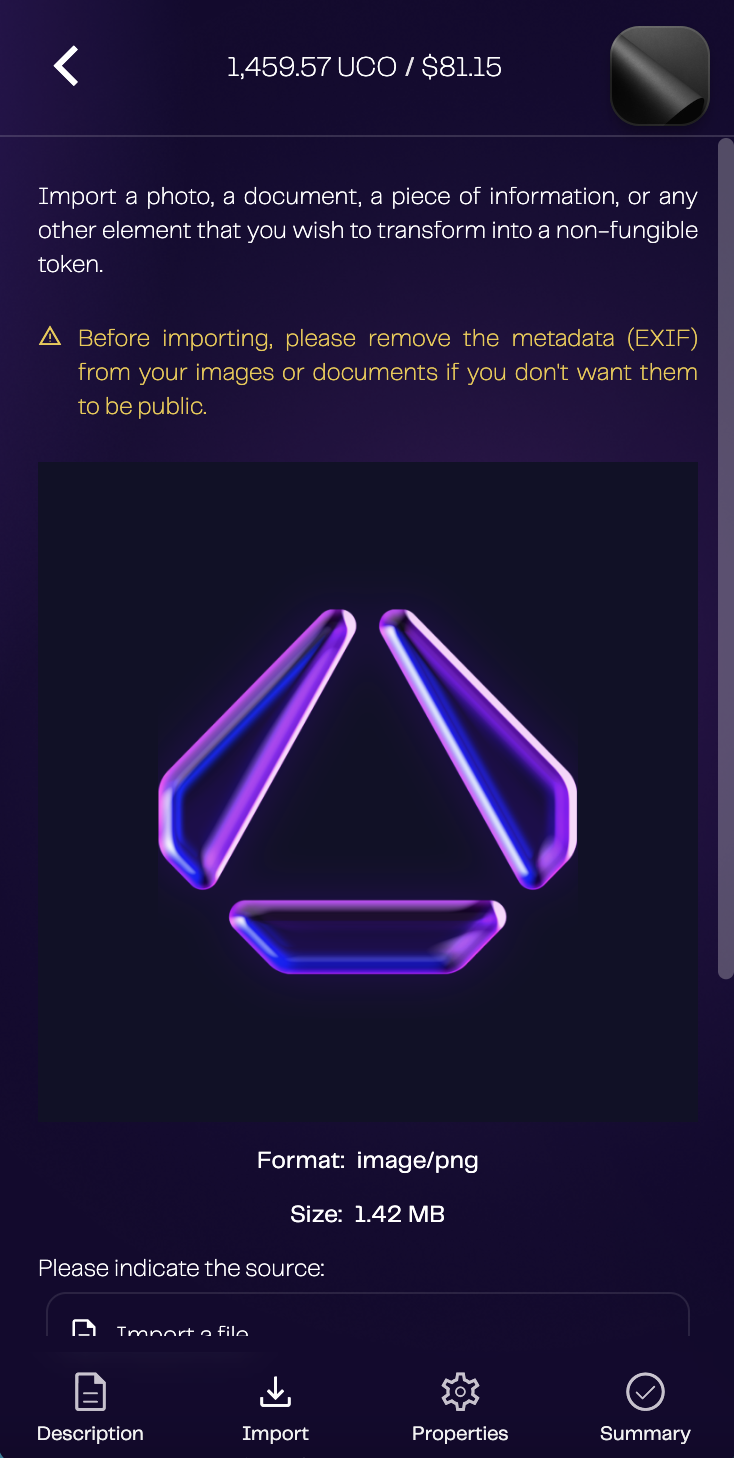 1,459.57 UCO / $81.15
Import a photo, a document, a piece of information, or any
other element that you wish to transform into a non-fungible
token.
Before importing, please remove the metadata (EXIF)
from your images or documents if you don't want them
to be public.
Format: image/png
Size: 1.42 MB
Please indicate the source:
Import a file
Description
Import
Properties
Summary